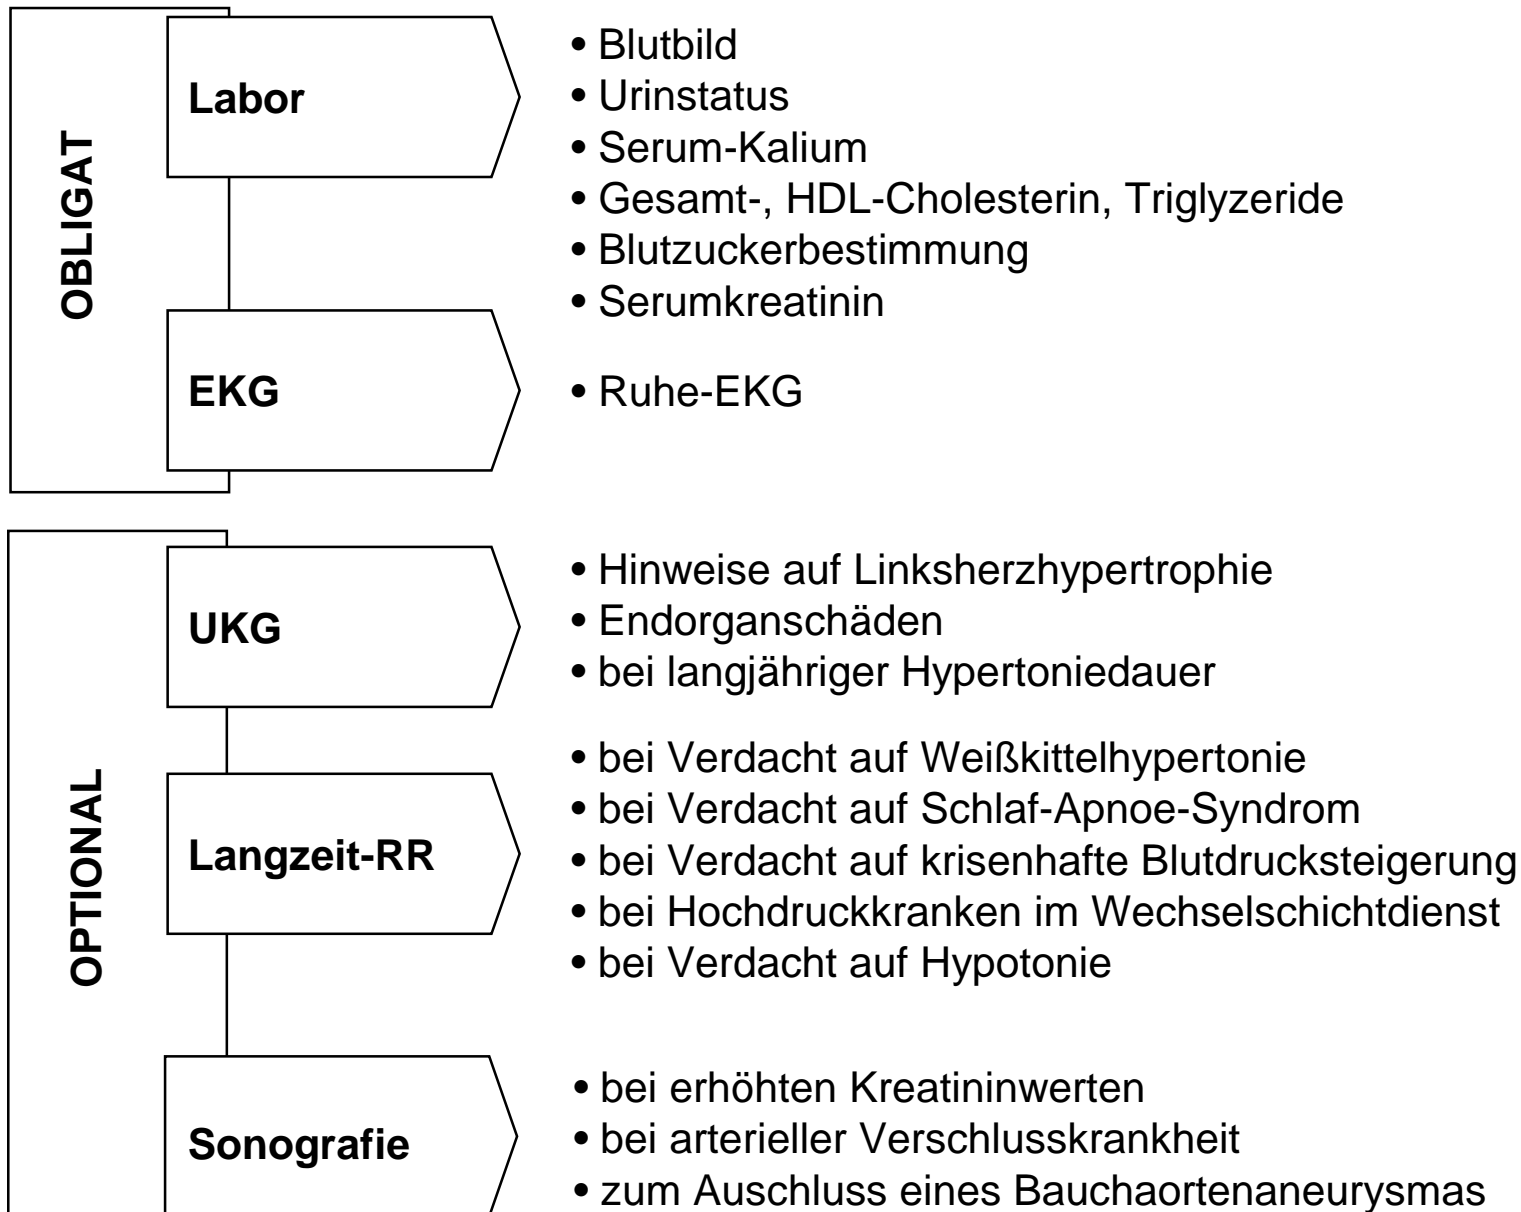 OBLIGAT
Labor
• Blutbild
• Urinstatus
• Serum-Kalium
• Gesamt-, HDL-Cholesterin, Triglyzeride
• Blutzuckerbestimmung
• Serumkreatinin
EKG
• Ruhe-EKG
OPTIONAL
UKG
• Hinweise auf Linksherzhypertrophie
• Endorganschäden
• bei langjähriger Hypertoniedauer
Langzeit-RR
• bei Verdacht auf Weißkittelhypertonie
• bei Verdacht auf Schlaf-Apnoe-Syndrom
• bei Verdacht auf krisenhafte Blutdrucksteigerung
• bei Hochdruckkranken im Wechselschichtdienst
• bei Verdacht auf Hypotonie
Sonografie
• bei erhöhten Kreatininwerten
• bei arterieller Verschlusskrankheit
• zum Auschluss eines Bauchaortenaneurysmas